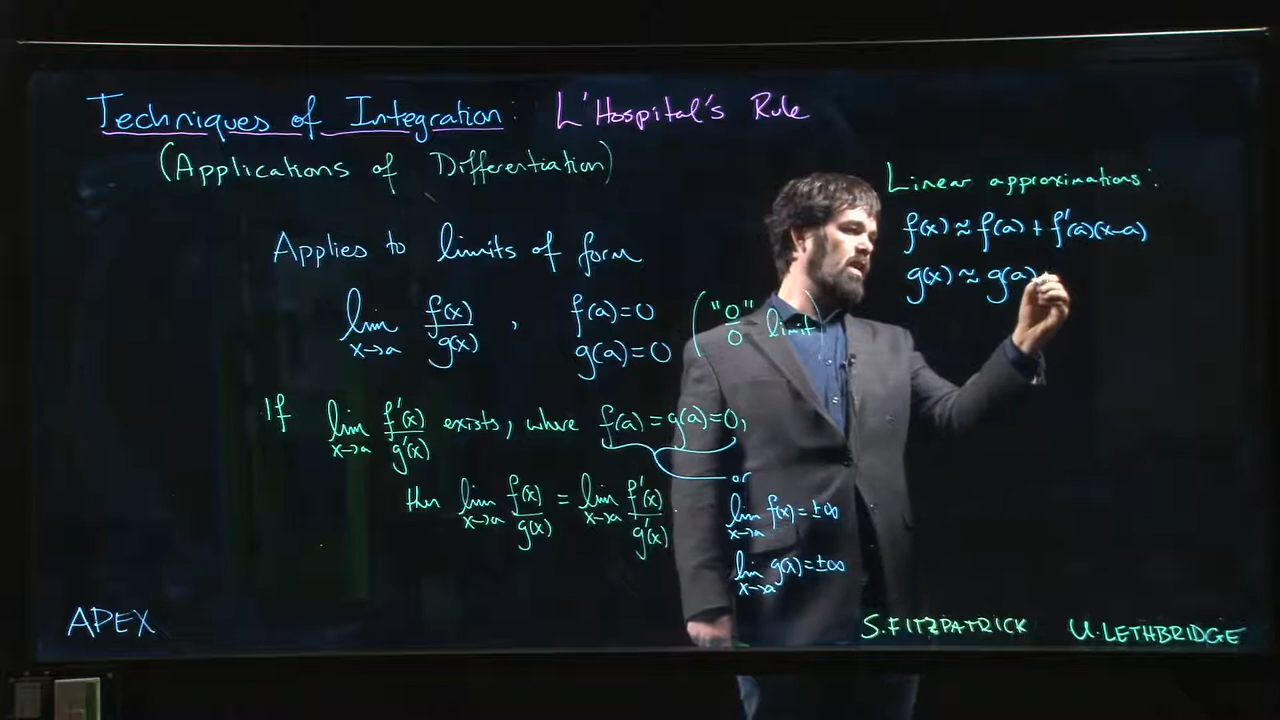 Techniques of Integration: L'Hospital's Rule
(Applications of Differentiation)
Applies to limits of form
lim x→a f(x)/g(x) , f(a)=0 g(a)=0 ("0"/0 limit)
If lim x→a f'(x)/g'(x) exists, where f(a)=g(a)=0,
then lim x→a f(x)/g(x) = lim x→a f'(x)/g'(x).
or
lim x→a f(x)=±∞
lim x→a g(x)=±∞
Linear approximations:
f(x)≈f(a)+f'(a)(x-a)
g(x)≈g(a)
APEX
S.FITZPATRICK U.LETHBRIDGE